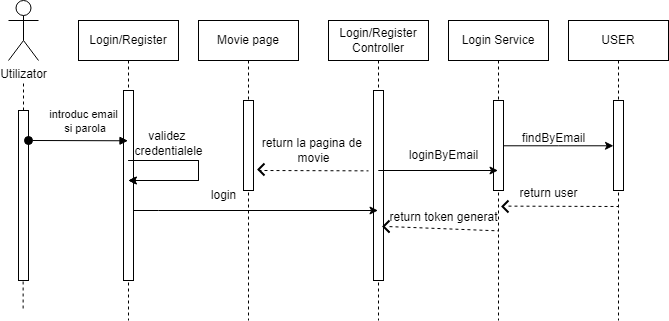 Utilizator
Login/Register
Movie page
Login/Register
Controller
Login Service
USER
introduc email
si parola
validez
credentialele
return la pagina de
movie
loginByEmail
findByEmail
login
return user
return token generat